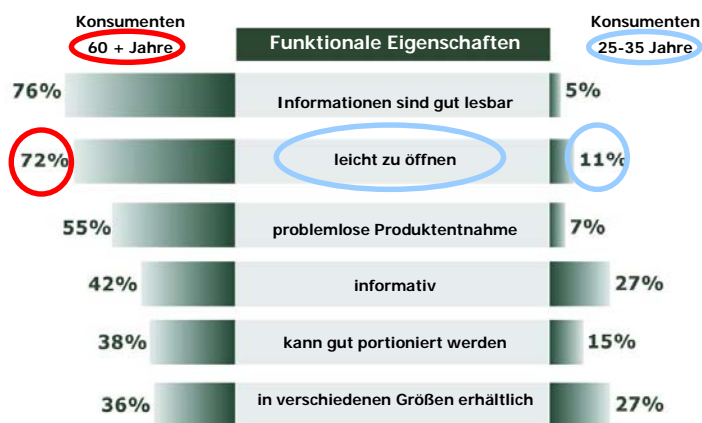 Konsumenten
60 + Jahre
Funktionale Eigenschaften
Konsumenten
25-35 Jahre
76%
Informationen sind gut lesbar
5%
72%
leicht zu öffnen
11%
55%
problemlose Produktentnahme
7%
42%
informativ
27%
38%
kann gut portioniert werden
15%
36%
in verschiedenen Größen erhältlich
27%